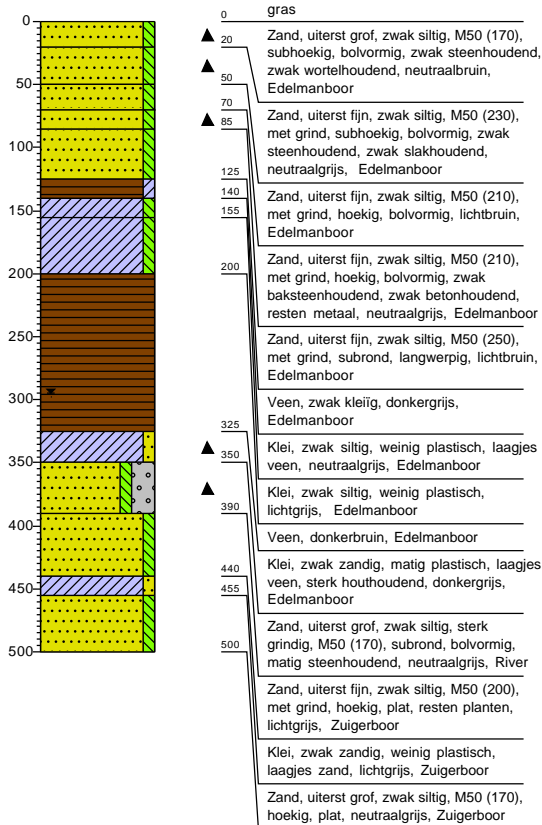 0
50
100
150
200
250
300
350
400
450
500
0
20
50
70
85
125
140
155
200
325
350
390
440
455
500
gras
Zand, uiterst grof, zwak siltig, M50 (170),
subhoekig, bolvormig, zwak steenhoudend,
zwak wortelhoudend, neutraalbruin,
Edelmanboor
Zand, uiterst fijn, zwak siltig, M50 (230),
met grind, subhoekig, bolvormig, zwak
steenhoudend, zwak slakhoudend,
neutraalgrijs, Edelmanboor
Zand, uiterst fijn, zwak siltig, M50 (210),
met grind, hoekig, bolvormig, lichtbruin,
Edelmanboor
Zand, uiterst fijn, zwak siltig, M50 (210),
met grind, hoekig, bolvormig, zwak
baksteenhoudend, zwak betonhoudend,
resten metaal, neutraalgrijs, Edelmanboor
Zand, uiterst fijn, zwak siltig, M50 (250),
met grind, subrond, langwerpig, lichtbruin,
Edelmanboor
Veen, zwak kleiïg, donkergrijs,
Edelmanboor
Klei, zwak siltig, weinig plastisch, laagjes
veen, neutraalgrijs, Edelmanboor
Klei, zwak siltig, weinig plastisch,
lichtgrijs, Edelmanboor
Veen, donkerbruin, Edelmanboor
Klei, zwak zandig, matig plastisch, laagjes
veen, sterk houthoudend, donkergrijs,
Edelmanboor
Zand, uiterst grof, zwak siltig, sterk
grindig, M50 (170), subrond, bolvormig,
matig steenhoudend, neutraalgrijs, River
Zand, uiterst fijn, zwak siltig, M50 (200),
met grind, hoekig, plat, resten planten,
lichtgrijs, Zuigerboor
Klei, zwak zandig, weinig plastisch,
laagjes zand, lichtgrijs, Zuigerboor
Zand, uiterst grof, zwak siltig, M50 (170),
hoekig, plat, neutraalgrijs, Zuigerboor